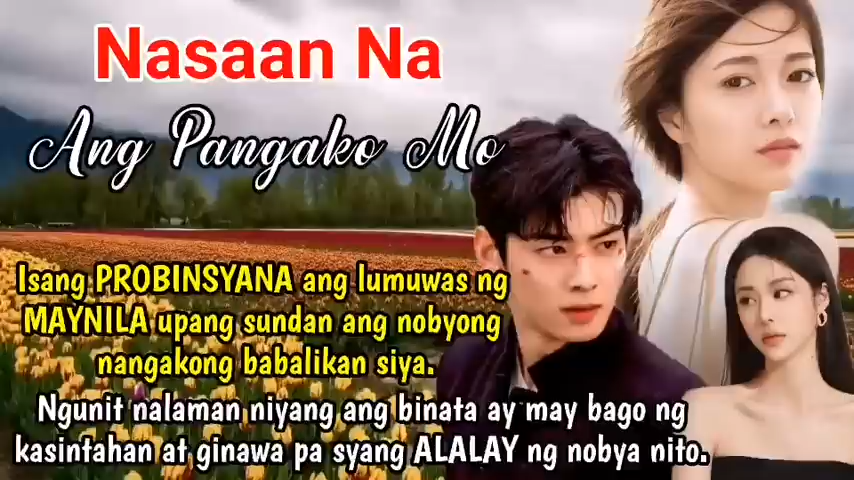 Nasaan Na
Ang Pangako Mo
Isang PROBINSYANA ang lumuwas ng
MAYNILA upang sundan ang nobyong
nangakong babalikan siya.
Ngunit nalaman niyang ang binata ay may bago ng
kasintahan at ginawa pa syang ALALAY ng nobya nito.